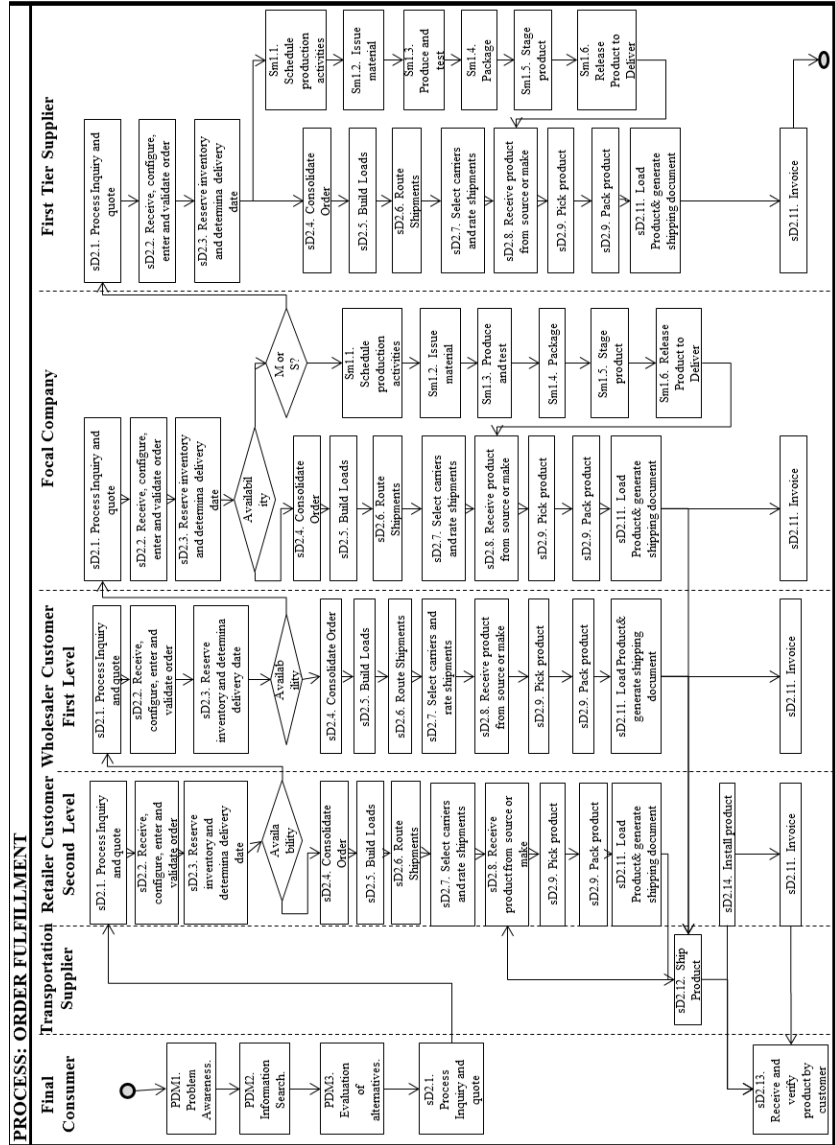 PROCESS: ORDER FULFILLMENT
Final
Consumer
PDM1.
Problem
Awareness.
PDM2.
Information
Search.
PDM3.
Evaluation of
alternatives.
sD2.1.
Process
Inquiry and
quote
sD2.13.
Receive and
verify
product by
customer
Transportation
Supplier
sD2.12. Ship
Product
Retailer Customer
Second Level
sD2.1. Process Inquiry
and quote
sD2.2. Receive,
configure, enter and
validate order
sD2.3. Reserve
inventory and
determina delivery
date
Availa
bility
sD2.4. Consolidate
Order
sD2.5. Build Loads
sD2.6. Route
Shipments
sD2.7. Select carriers
and rate shipments
sD2.8. Receive
product from source or
make
sD2.9. Pick product
sD2.9. Pack product
sD2.11. Load
Product& generate
shipping document
sD2.14. Install product
sD2.11. Invoice
Wholesaler Customer
First Level
sD2.1. Process Inquiry
and quote
sD2.2. Receive,
configure, enter and
validate order
sD2.3. Reserve
inventory and determina
delivery date
Availab
ility
sD2.4. Consolidate Order
sD2.5. Build Loads
sD2.6. Route Shipments
sD2.7. Select carriers and
rate shipments
sD2.8. Receive product
from source or make
sD2.9. Pick product
sD2.9. Pack product
sD2.11. Load Product&
generate shipping
document
sD2.11. Invoice
Focal Company
sD2.1. Process Inquiry and
quote
sD2.2. Receive, configure,
enter and validate order
sD2.3. Reserve inventory
and determina delivery
date
Availabil
ity
M or
S?
sD2.4. Consolidate
Order
sD2.5. Build Loads
sD2.6. Route
Shipments
sD2.7. Select carriers
and rate shipments
sD2.8. Receive product
from source or make
sD2.9. Pick product
sD2.9. Pack product
sD2.11. Load
Product& generate
shipping document
sD2.11. Invoice
Sm1.1.
Schedule
production
activities
Sm1.2. Issue
material
Sm1.3. Produce
and test
Sm1.4. Package
Sm1.5. Stage
product
Sm1.6. Release
Product to
Deliver
First Tier Supplier
sD2.1. Process Inquiry and
quote
sD2.2. Receive, configure,
enter and validate order
sD2.3. Reserve inventory
and determina delivery
date
sD2.4. Consolidate
Order
sD2.5. Build Loads
sD2.6. Route
Shipments
sD2.7. Select carriers
and rate shipments
sD2.8. Receive product
from source or make
sD2.9. Pick product
sD2.9. Pack product
sD2.11. Load
Product& generate
shipping document
sD2.11. Invoice
Sm1.1.
Schedule
production
activities
Sm1.2. Issue
material
Sm1.3.
Produce and
test
Sm1.4.
Package
Sm1.5. Stage
product
Sm1.6.
Release
Product to
Deliver